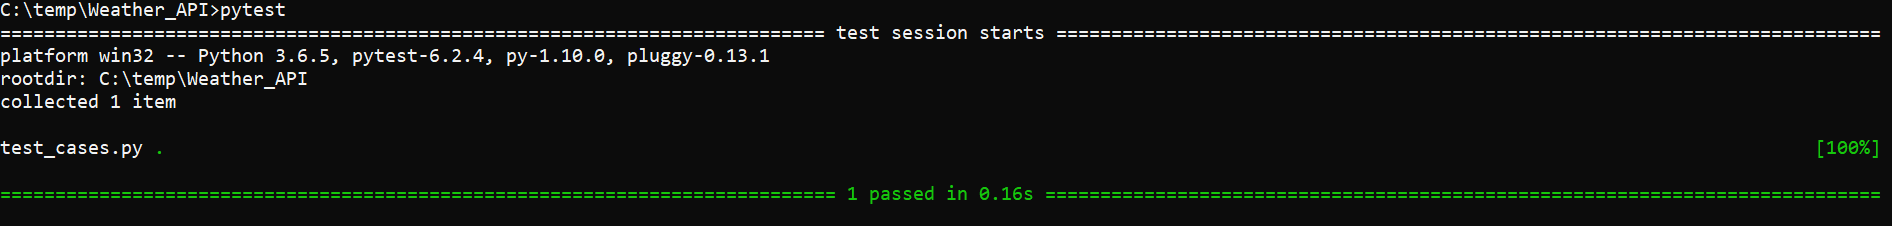 C:\temp\Weather_API>pytest
=========================================================================== test session starts ===========================================================================
platform win32 -- Python 3.6.5, pytest-6.2.4, py-1.10.0, pluggy-0.13.1
rootdir: C:\temp\Weather_API
collected 1 item
test_cases.py . [100%]
============================================================================ 1 passed in 0.16s ============================================================================